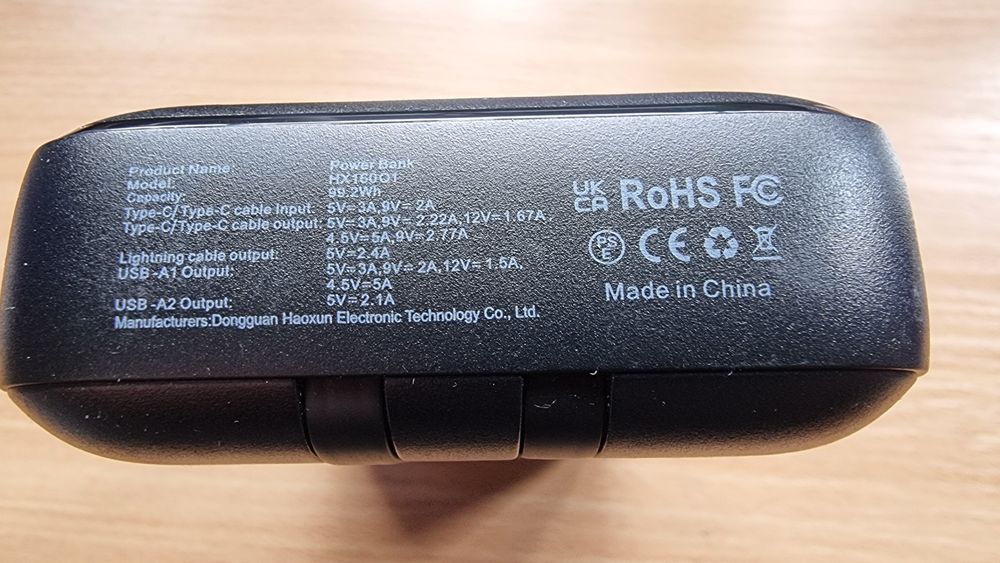 Product Name: Power Bank
Model: HX160Q1
Capacity: 99.2Wh
Type-C/Type-C cable Input: 5V⎓3A,9V⎓2A
Type-C/Type-C cable output: 5V⎓3A,9V⎓2.22A,12V⎓1.67A.
4.5V⎓5A,9V⎓2.77A
Lightning cable output: 5V⎓2.4A
USB -A1 Output: 5V⎓3A,9V⎓2A,12V⎓1.5A.
4.5V⎓5A
USB -A2 Output: 5V⎓2.1A
Manufacturers:Dongguan Haoxun Electronic Technology Co., Ltd.
UK CA RoHS FC
PS E CE
Made in China